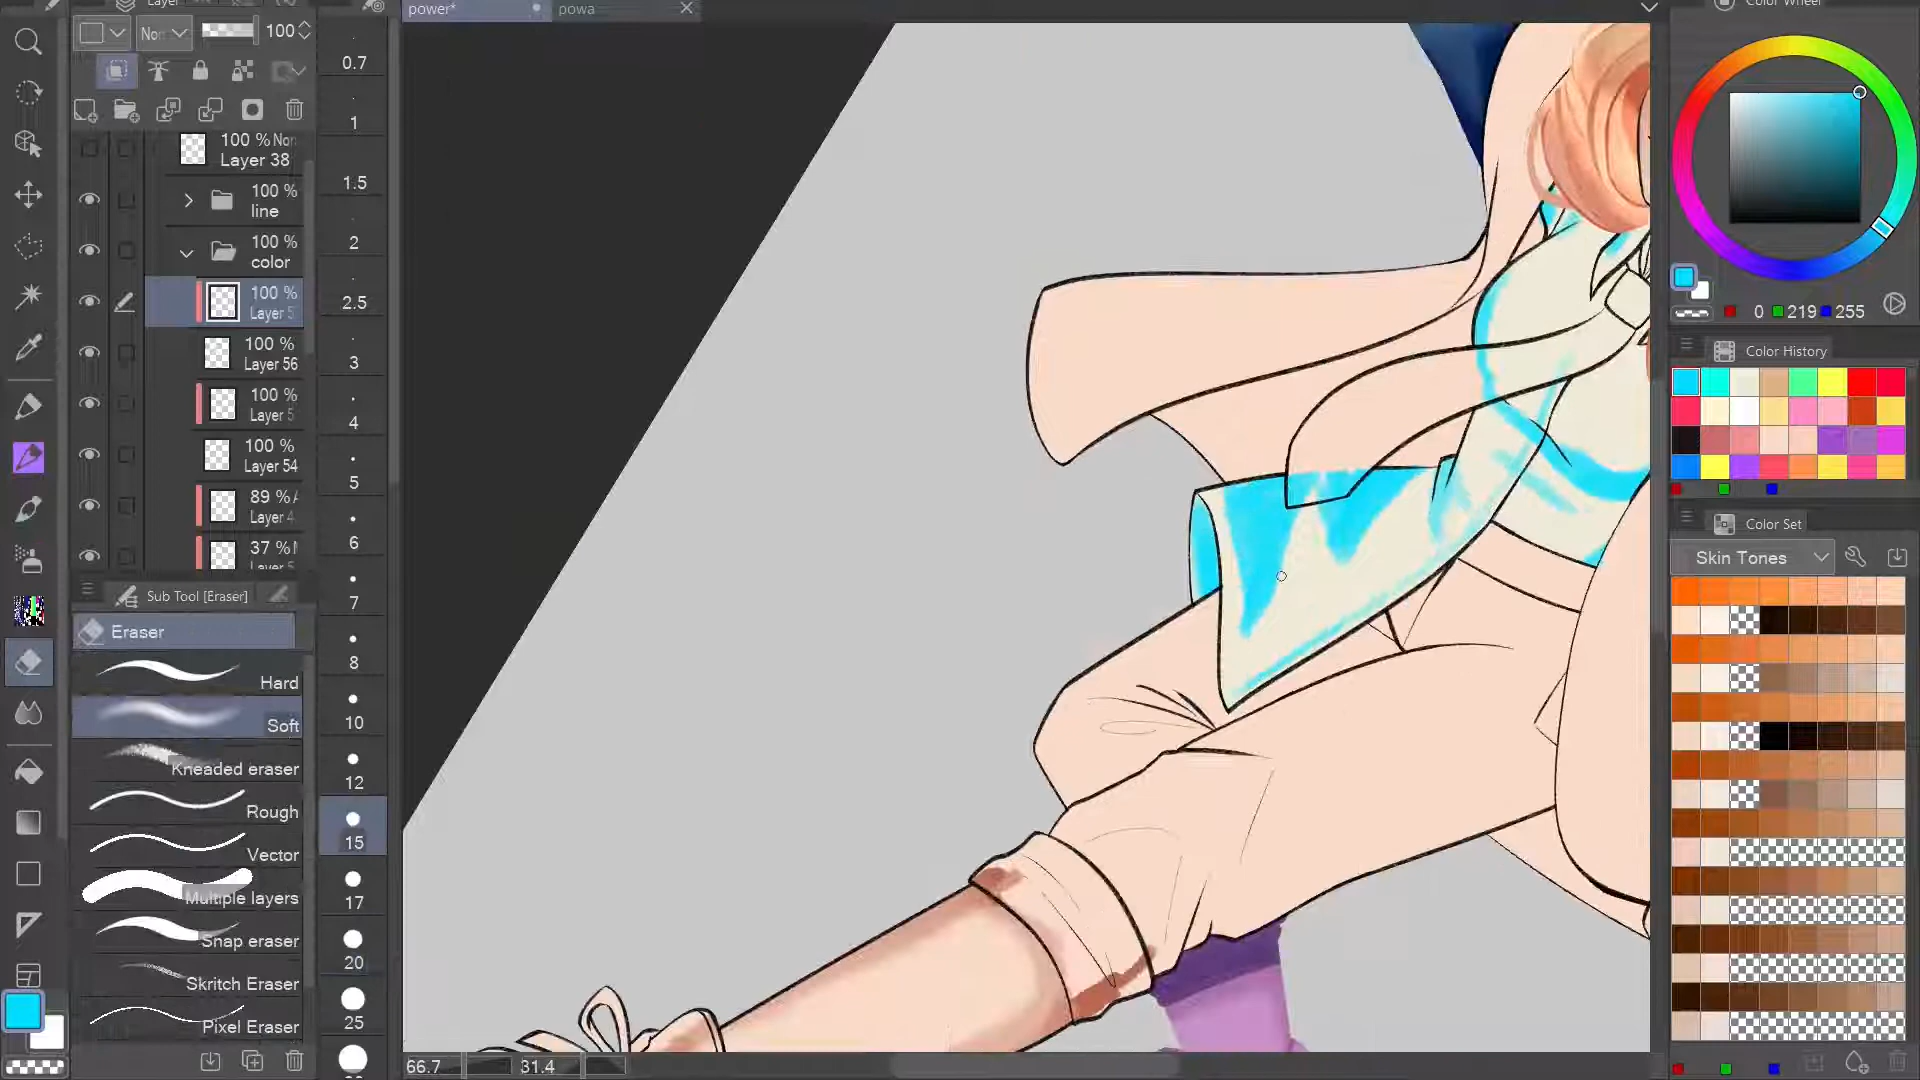 Layer
power*
powa
Color Wheel
Nor
100
100 % Nor
Layer 38
100 %
line
100 %
color
100 %
Layer 5
100 %
Layer 56
100 %
Layer 5
100 %
Layer 54
89 %
Layer 4
37 %
Sub Tool [Eraser]
Eraser
Hard
Soft
Kneaded eraser
Rough
Vector
Multiple layers
Snap eraser
Skritch Eraser
Pixel Eraser
0.7
1
1.5
2
2.5
3
4
5
6
7
8
10
12
15
17
20
25
66.7
31.4
0
219
255
Color History
Color Set
Skin Tones